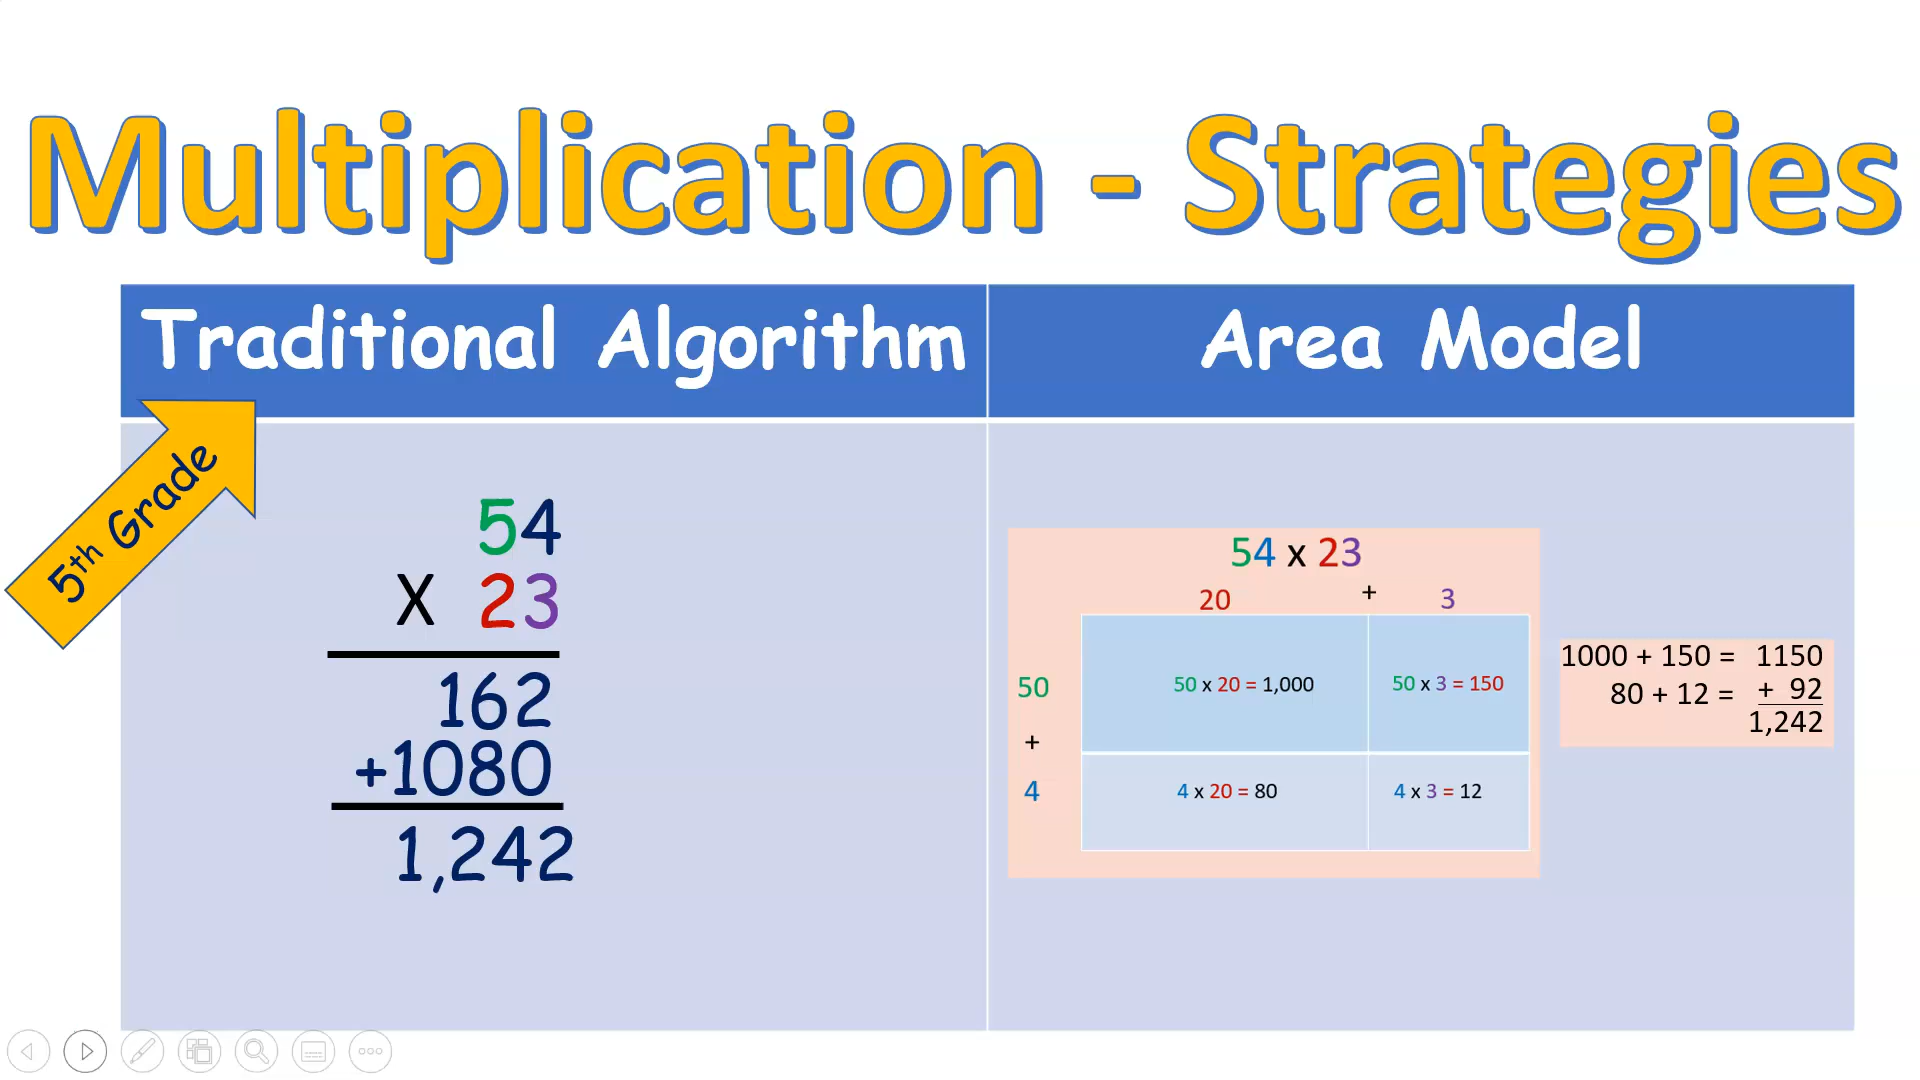 Multiplication - Strategies
Traditional Algorithm
Area Model
5th Grade
54
X 23
162
+1080
1,242
54 x 23
20 + 3
50
50 x 20 = 1,000
50 x 3 = 150
+
4
4 x 20 = 80
4 x 3 = 12
1000 + 150 = 1150
80 + 12 = + 92
1,242